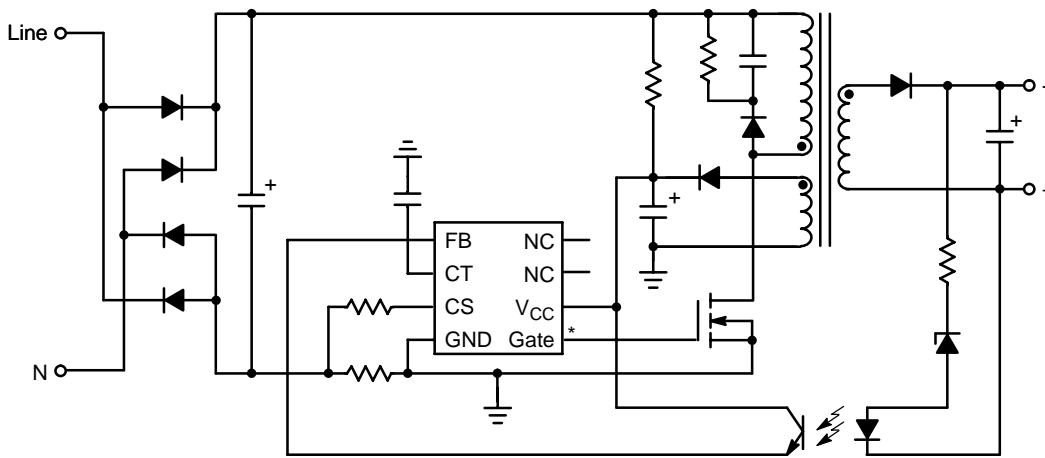 Line
+
+
+
FB
NC
CT
NC
CS
VCC
GND
Gate
*
N